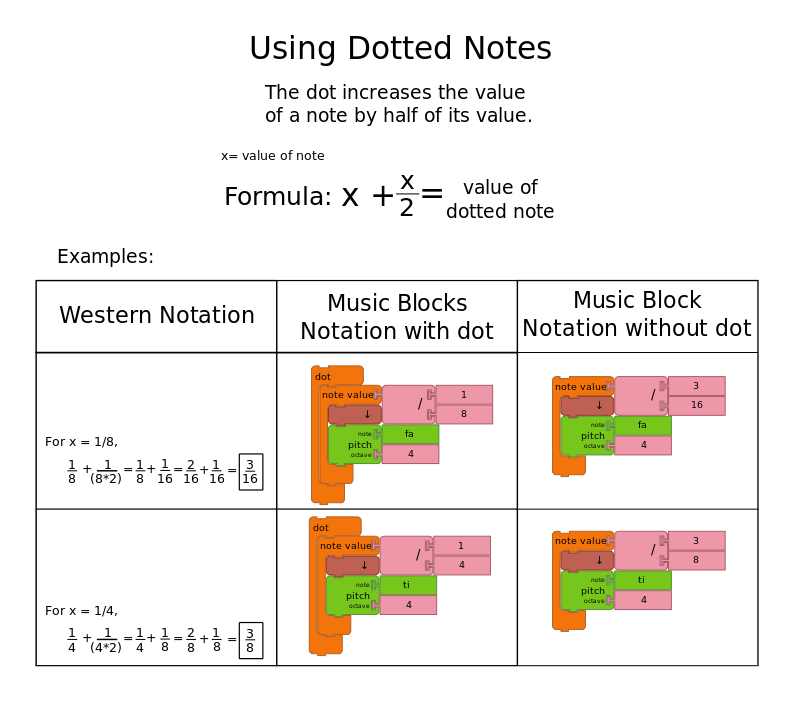 Using Dotted Notes
The dot increases the value
of a note by half of its value.
x= value of note
Formula: x + x/2 = value of
dotted note
Examples:
Western Notation
Music Blocks
Notation with dot
Music Block
Notation without dot
For x = 1/8,
1/8 + 1/(8*2) = 1/8 + 1/16 = 2/16 + 1/16 = 3/16
dot
note value / 1
8
↓
note fa
pitch
octave 4
note value / 3
16
↓
note fa
pitch
octave 4
For x = 1/4,
1/4 + 1/(4*2) = 1/4 + 1/8 = 2/8 + 1/8 = 3/8
dot
note value / 1
4
↓
note ti
pitch
octave 4
note value / 3
8
↓
note ti
pitch
octave 4